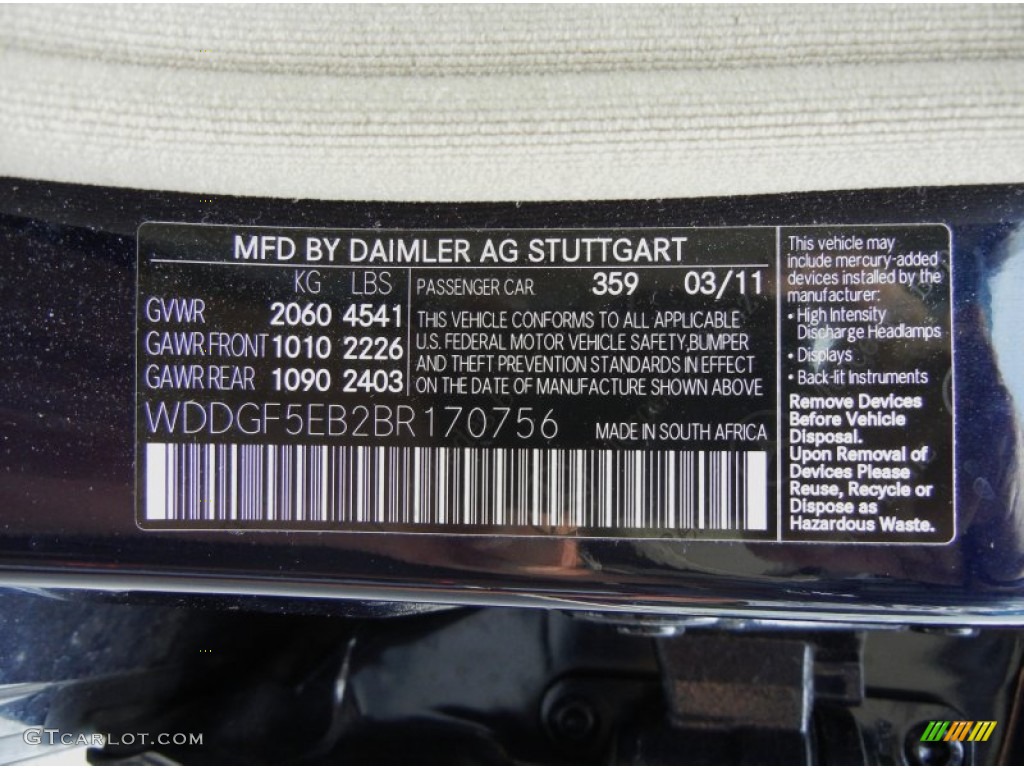 MFD BY DAIMLER AG STUTTGART
KG LBS
GVWR 2060 4541
GAWR FRONT 1010 2226
GAWR REAR 1090 2403
PASSENGER CAR 359 03/11
THIS VEHICLE CONFORMS TO ALL APPLICABLE
U.S. FEDERAL MOTOR VEHICLE SAFETY, BUMPER
AND THEFT PREVENTION STANDARDS IN EFFECT
ON THE DATE OF MANUFACTURE SHOWN ABOVE
WDDGF5EB2BR170756
MADE IN SOUTH AFRICA
This vehicle may
include mercury-added
devices installed by the
manufacturer:
• High Intensity
Discharge Headlamps
• Displays
• Back-lit Instruments
Remove Devices
Before Vehicle
Disposal.
Upon Removal of
Devices Please
Reuse, Recycle or
Dispose as
Hazardous Waste.
GTCARLOT.COM